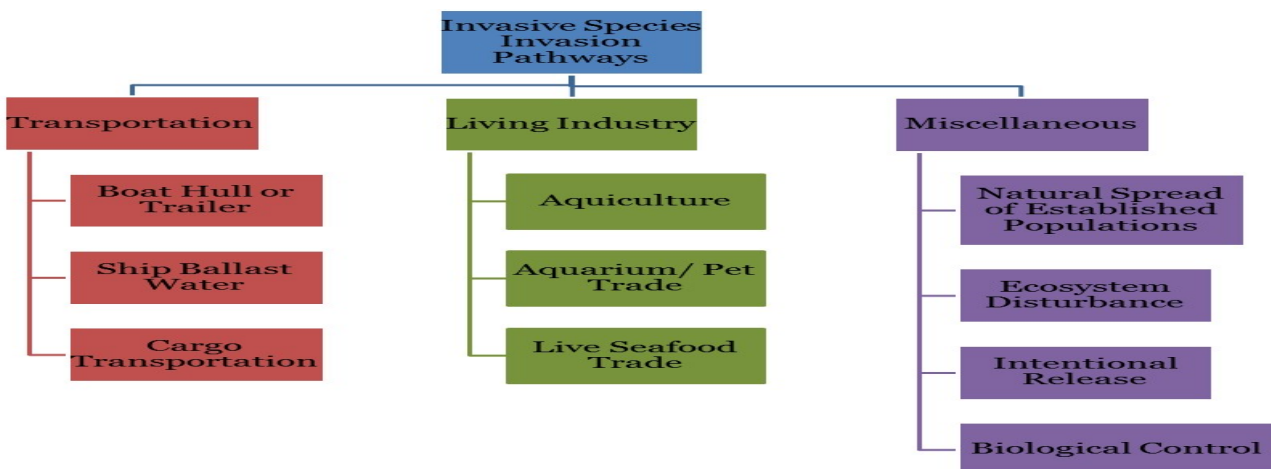 Invasive Species
Invasion
Pathways
Transportation
Boat Hull or
Trailer
Ship Ballast
Water
Cargo
Transportation
Living Industry
Aquiculture
Aquarium/ Pet
Trade
Live Seafood
Trade
Miscellaneous
Natural Spread
of Established
Populations
Ecosystem
Disturbance
Intentional
Release
Biological Control